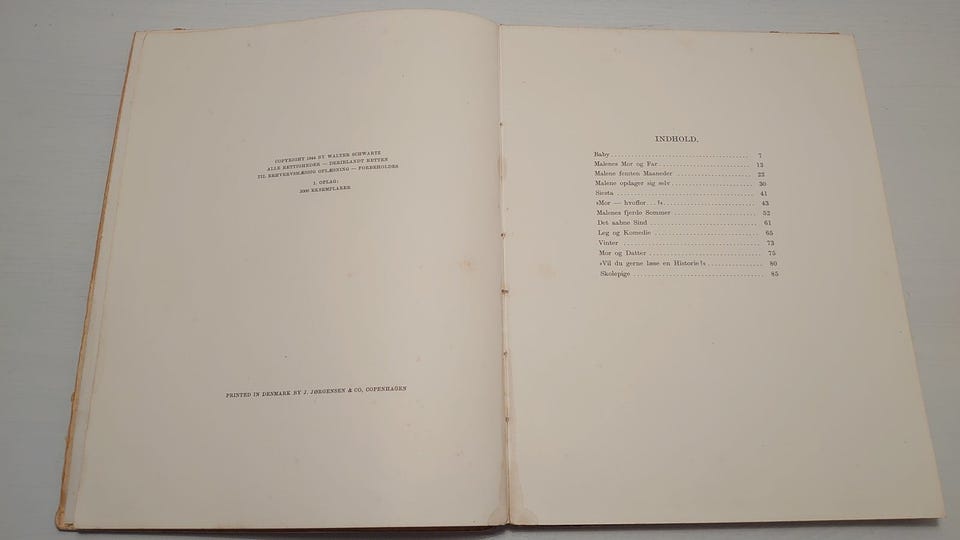 COPYRIGHT 1944 BY WALTER SCHWARTZ
ALLE RETTIGHEDER — DERIBLANDT RETTEN
TIL ERHVERVSMÆSSIG OPLÆSNING — FORBEHOLDES
1. OPLAG:
EKSEMPLARER
PRINTED IN DENMARK BY J. JØRGENSEN & CO, COPENHAGEN
INDHOLD.
Baby 7
Malenes Mor og Far 13
Malene femten Maaneder 22
Malene opdager sig selv 30
Siesta 41
»Mor — hvoffor...!« 43
Malenes fjerde Sommer 52
Det aabne Sind 61
Leg og Komedie 65
Vinter 73
Mor og Datter 75
»Vil du gerne læse en Historie!« 80
Skolepige 85